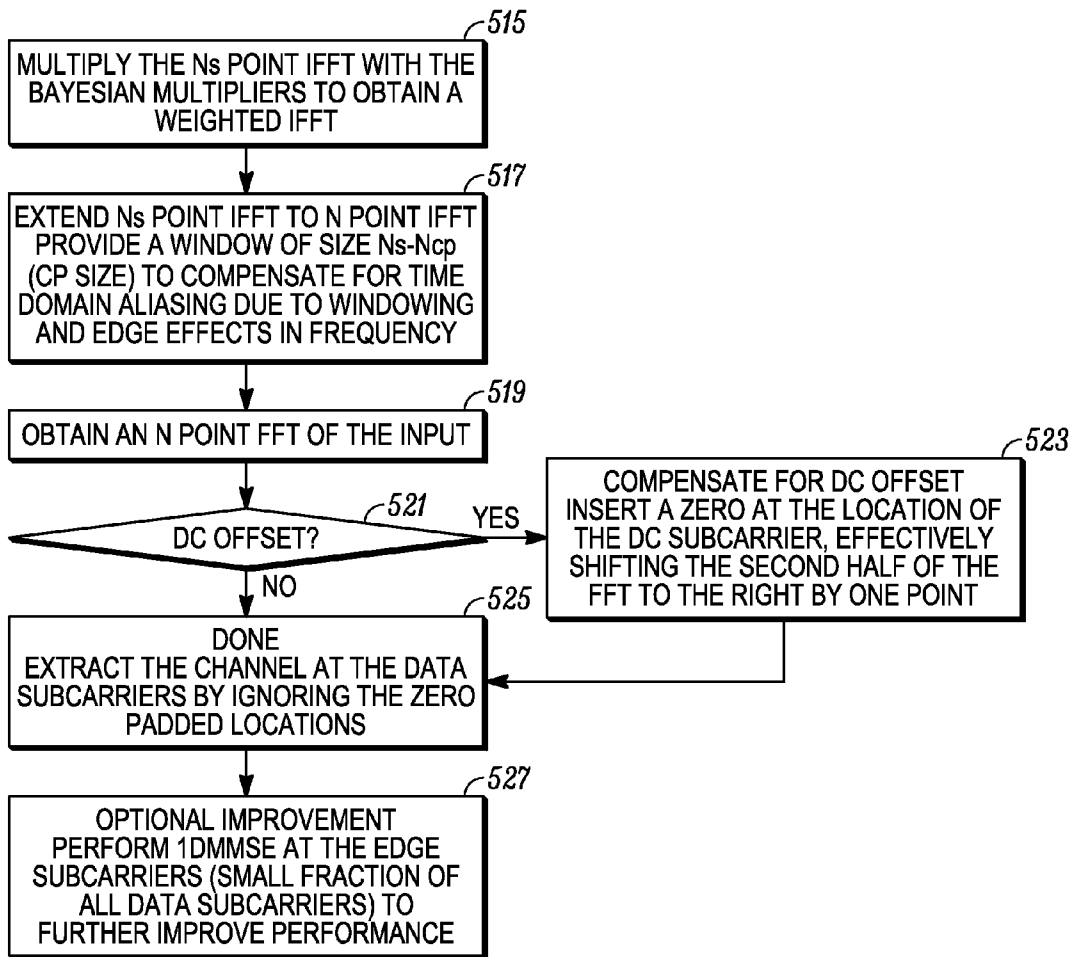 515
MULTIPLY THE Ns POINT IFFT WITH THE
BAYESIAN MULTIPLIERS TO OBTAIN A
WEIGHTED IFFT
517
EXTEND Ns POINT IFFT TO N POINT IFFT
PROVIDE A WINDOW OF SIZE Ns-Ncp
(CP SIZE) TO COMPENSATE FOR TIME
DOMAIN ALIASING DUE TO WINDOWING
AND EDGE EFFECTS IN FREQUENCY
519
OBTAIN AN N POINT FFT OF THE INPUT
521
DC OFFSET?
YES
NO
523
COMPENSATE FOR DC OFFSET
INSERT A ZERO AT THE LOCATION OF
THE DC SUBCARRIER, EFFECTIVELY
SHIFTING THE SECOND HALF OF THE
FFT TO THE RIGHT BY ONE POINT
525
DONE
EXTRACT THE CHANNEL AT THE DATA
SUBCARRIERS BY IGNORING THE ZERO
PADDED LOCATIONS
527
OPTIONAL IMPROVEMENT
PERFORM 1DMMSE AT THE EDGE
SUBCARRIERS (SMALL FRACTION OF
ALL DATA SUBCARRIERS) TO
FURTHER IMPROVE PERFORMANCE